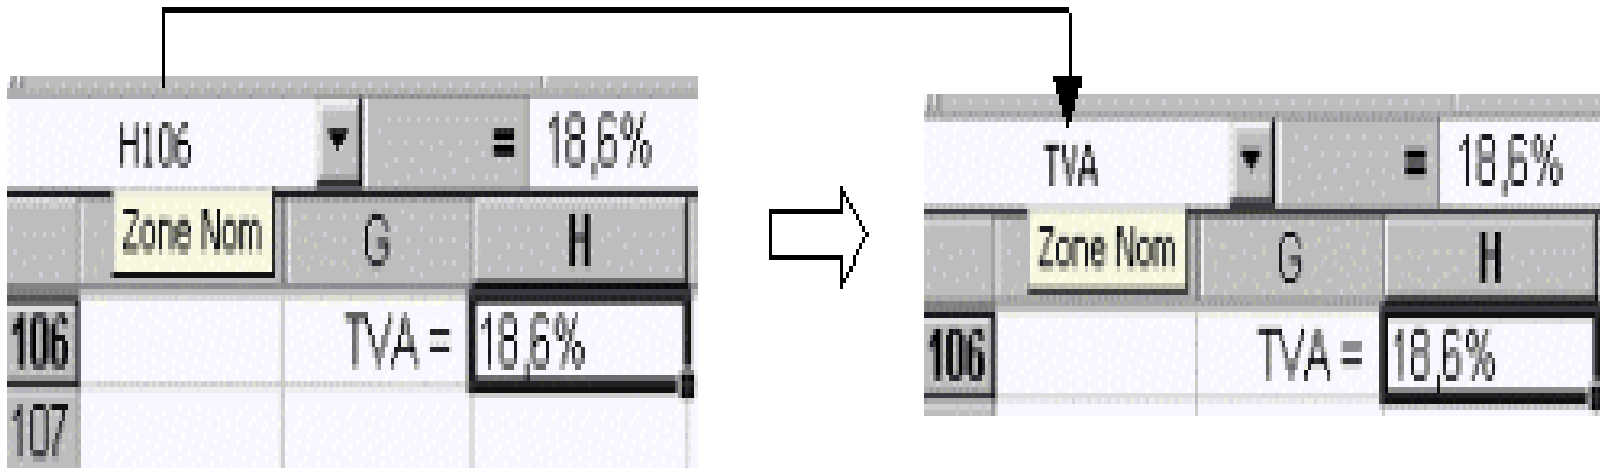 H106 = 18,6%
Zone Nom G H
106 TVA = 18,6%
107
TVA = 18,6%
Zone Nom G H
106 TVA = 18,6%